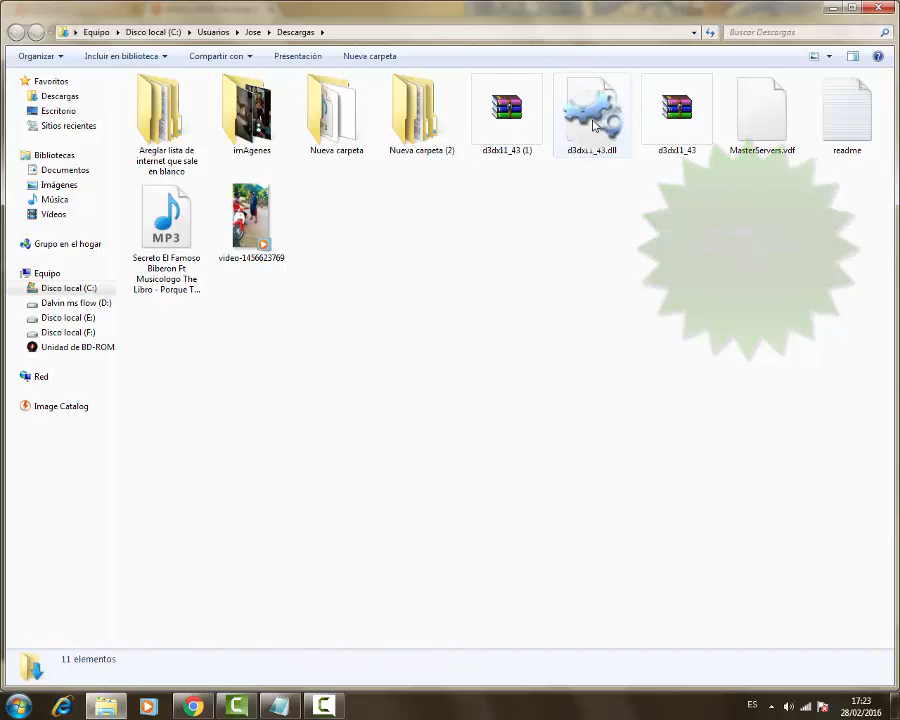 Equipo
Disco local (C:)
Usuarios
Jose
Descargas
Buscar Descargas
Organizar
Incluir en biblioteca
Compartir con
Presentación
Nueva carpeta
Favoritos
Descargas
Escritorio
Sitios recientes
Bibliotecas
Documentos
Imágenes
Música
Vídeos
Grupo en el hogar
Equipo
Disco local (C:)
Dalvin ms flow (D:)
Disco local (E:)
Disco local (F:)
Unidad de BD-ROM
Red
Image Catalog
Areglar lista de
internet que sale
en blanco
imAgenes
Nueva carpeta
Nueva carpeta (2)
d3dx11_43 (1)
d3dx11_43.dll
d3dx11_43
MasterServers.vdf
readme
MP3
Secreto El Famoso
Biberon Ft
Musicologo The
Libro - Porque T...
video-1456623769
11 elementos
ES
17:23
28/02/2016